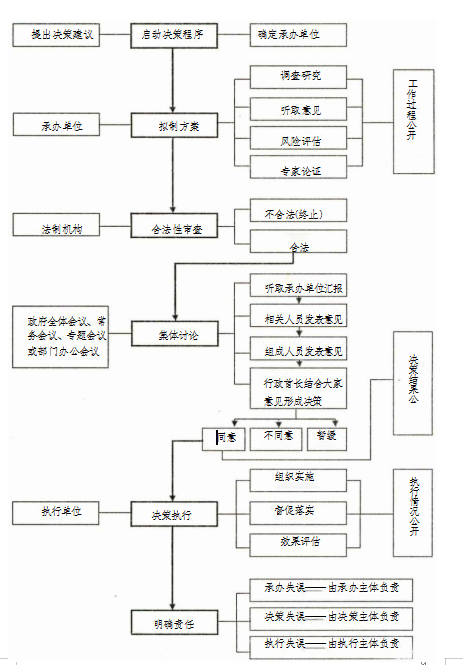 提出决策建议
启动决策程序
确定承办单位
调查研究
听取意见
承办单位
拟制方案
风险评估
专家论证
工作过程公开
不合法(终止)
法制机构
合法性审查
合法
听取承办单位汇报
政府全体会议、常
务会议、专题会议
或部门办公会议
集体讨论
相关人员发表意见
组成人员发表意见
行政首长结合大家
意见形成决策
决策结果公
同意
不同意
暂缓
组织实施
执行单位
决策执行
督促落实
效果评估
执行情况公开
承办失误——由承办主体负责
明确责任
决策失误——由决策主体负责
执行失误——由执行主体负责